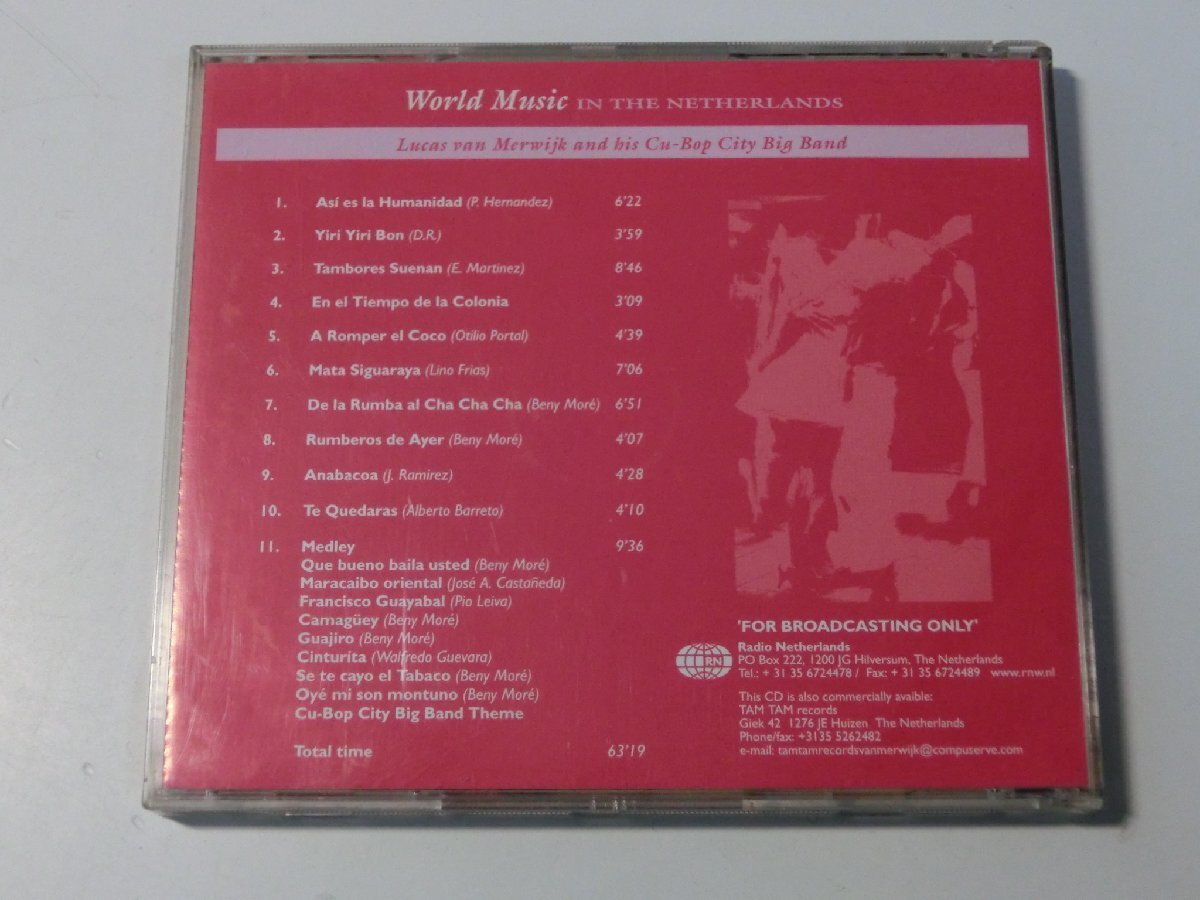 World Music IN THE NETHERLANDS
Lucas van Merwijk and his Cu-Bop City Big Band
1. Así es la Humanidad (P. Hernandez) 6'22
2. Yiri Yiri Bon (D.R.) 3'59
3. Tambores Suenan (E. Martinez) 8'46
4. En el Tiempo de la Colonia 3'09
5. A Romper el Coco (Otilio Portal) 4'39
6. Mata Siguaraya (Lino Frias) 7'06
7. De la Rumba al Cha Cha Cha (Beny Moré) 6'51
8. Rumberos de Ayer (Beny Moré) 4'07
9. Anabacoa (J. Ramirez) 4'28
10. Te Quedaras (Alberto Barreto) 4'10
11. Medley 9'36
Que bueno baila usted (Beny Moré)
Maracaibo oriental (José A. Castañeda)
Francisco Guayabal (Pio Leiva)
Camagüey (Beny Moré)
Guajiro (Beny Moré)
Cinturita (Walfredo Guevara)
Se te cayo el Tabaco (Beny Moré)
Oyé mi son montuno (Beny Moré)
Cu-Bop City Big Band Theme
Total time 63'19
'FOR BROADCASTING ONLY'
RN
Radio Netherlands
PO Box 222, 1200 JG Hilversum, The Netherlands
Tel.: + 31 35 6724478 / Fax: + 31 35 6724489 www.rnw.nl
This CD is also commercially avaible:
TAM TAM records
Giek 42 1276 JE Huizen The Netherlands
Phone/fax: +3135 5262482
e-mail: tamtamrecordsvanmerwijk@compuserve.com